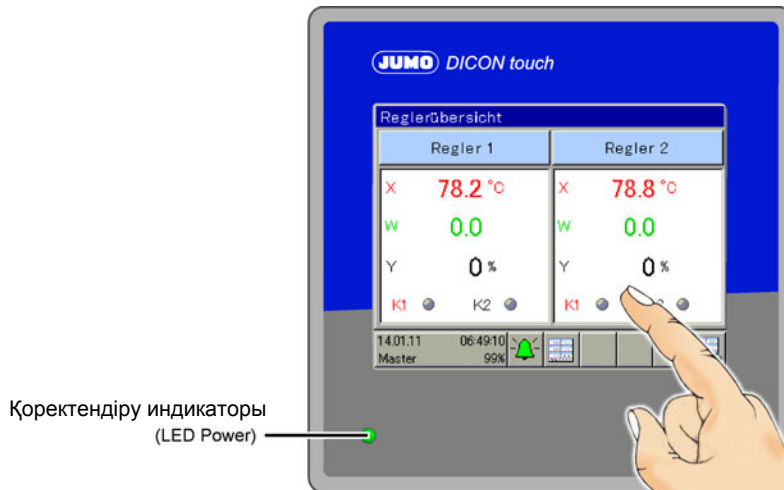 JUMO DICON touch
Reglerübersicht
Regler 1 Regler 2
X 78.2 °C X 78.8 °C
W 0.0 W 0.0
Y 0 % Y 0 %
K1 K2 K1
14.01.11 06:49:10
Master 99%
Қоректендіру индикаторы
(LED Power)